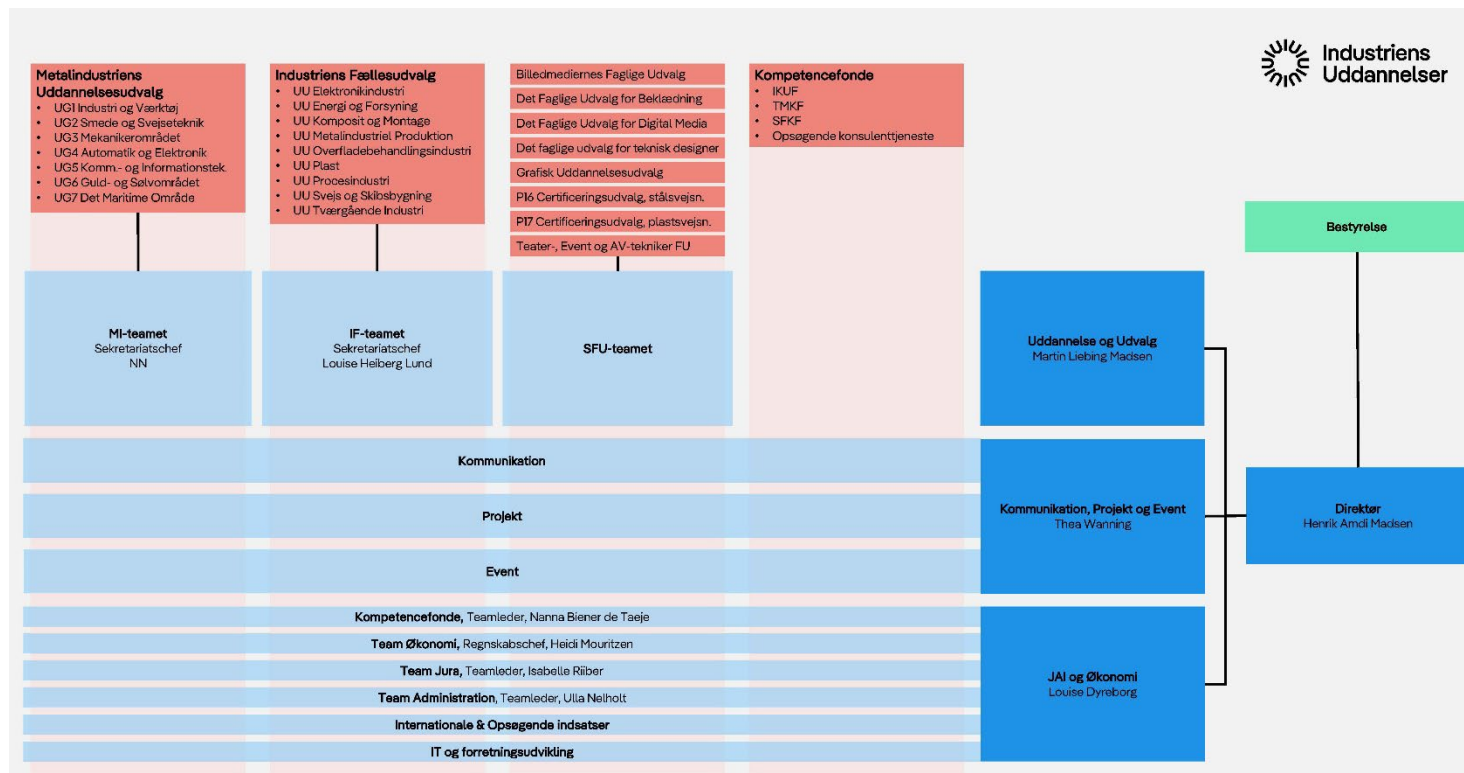 Industriens
Uddannelser
Metalindustriens
Uddannelsesudvalg
• UG1 Industri og Værktøj
• UG2 Smede og Svejseteknik
• UG3 Mekanikerområdet
• UG4 Automatik og Elektronik
• UG5 Komm.- og Informationstek.
• UG6 Guld- og Sølvområdet
• UG7 Det Maritime Område
Industriens Fællesudvalg
• UU Elektronikindustri
• UU Energi og Forsyning
• UU Komposit og Montage
• UU Metalindustriel Produktion
• UU Overfladebehandlingsindustri
• UU Plast
• UU Procesindustri
• UU Svejs og Skibsbygning
• UU Tværgående Industri
Billedmediernes Faglige Udvalg
Det Faglige Udvalg for Beklædning
Det Faglige Udvalg for Digital Media
Det faglige udvalg for teknisk designer
Grafisk Uddannelsesudvalg
P16 Certificeringsudvalg, stålsvejsn.
P17 Certificeringsudvalg, plastsvejsn.
Teater-, Event og AV-tekniker FU
Kompetencefonde
• IKUF
• TMKF
• SFKF
• Opsøgende konsulenttjeneste
Bestyrelse
MI-teamet
Sekretariatschef
NN
IF-teamet
Sekretariatschef
Louise Heiberg Lund
SFU-teamet
Uddannelse og Udvalg
Martin Liebing Madsen
Kommunikation
Projekt
Event
Kommunikation, Projekt og Event
Thea Wanning
Direktør
Henrik Amdi Madsen
Kompetencefonde, Teamleder, Nanna Biener de Taeje
Team Økonomi, Regnskabschef, Heidi Mouritzen
Team Jura, Teamleder, Isabelle Riiber
Team Administration, Teamleder, Ulla Nelholt
Internationale & Opsøgende indsatser
IT og forretningsudvikling
JAI og Økonomi
Louise Dyreborg